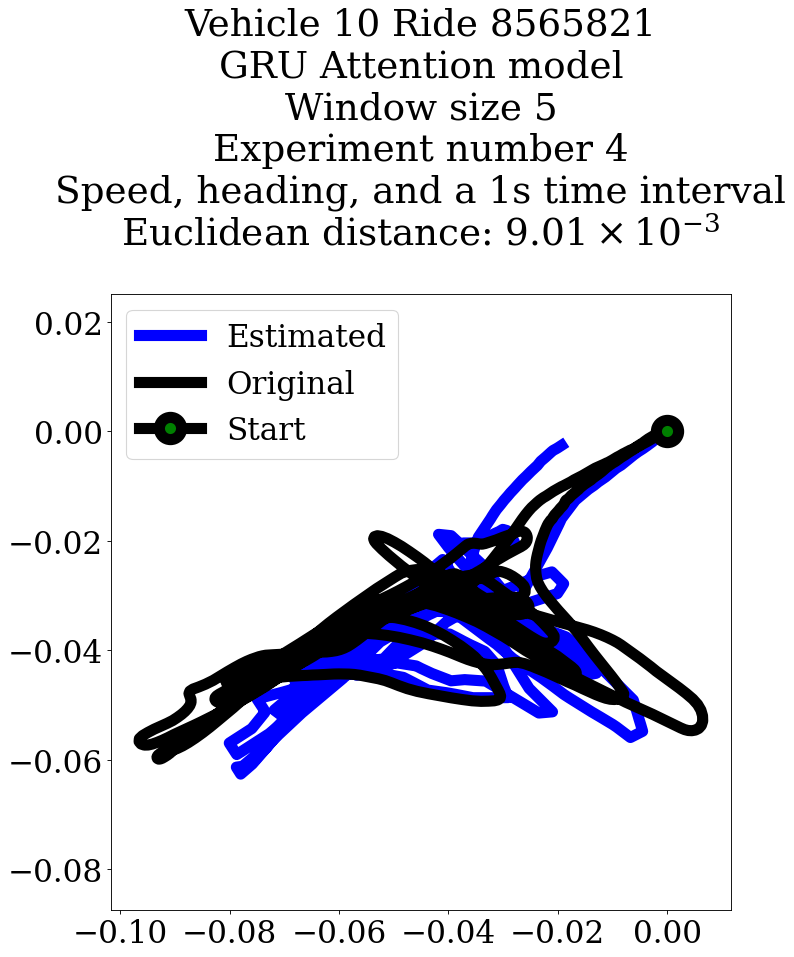 Vehicle 10 Ride 8565821
GRU Attention model
Window size 5
Experiment number 4
Speed, heading, and a 1s time interval
Euclidean distance: 9.01 × 10⁻³
Estimated
Original
Start
0.02
0.00
−0.02
−0.04
−0.06
−0.08
−0.10 −0.08 −0.06 −0.04 −0.02 0.00